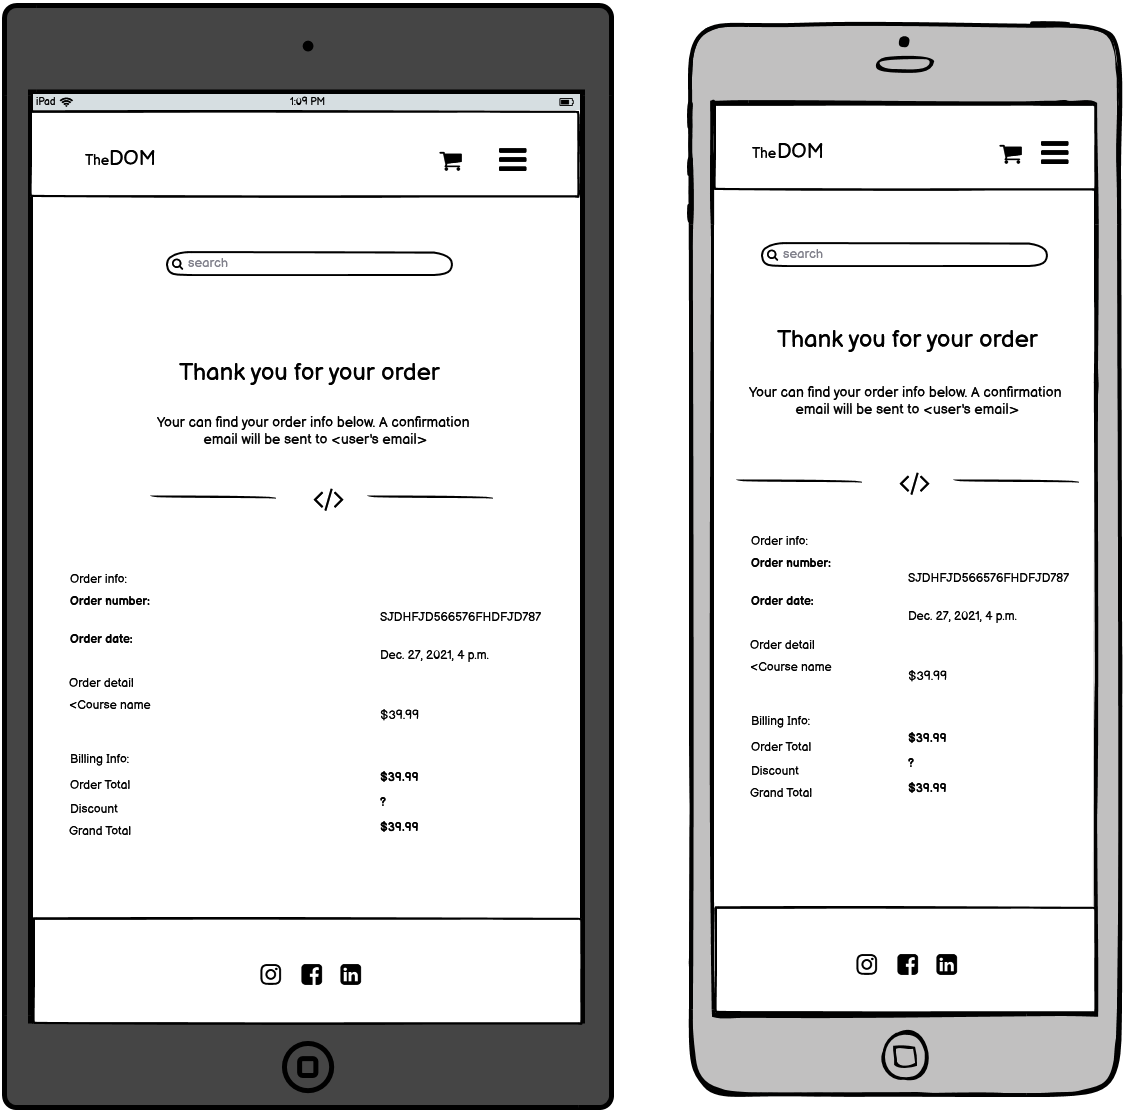 iPad
1:09 PM
TheDOM
search
Thank you for your order
Your can find your order info below. A confirmation
email will be sent to <user's email>
</>
Order info:
Order number:
SJDHFJD566576FHDFJD787
Order date:
Dec. 27, 2021, 4 p.m.
Order detail
<Course name
$39.99
Billing Info:
Order Total
$39.99
Discount
?
Grand Total
$39.99
TheDOM
search
Thank you for your order
Your can find your order info below. A confirmation
email will be sent to <user's email>
</>
Order info:
Order number:
SJDHFJD566576FHDFJD787
Order date:
Dec. 27, 2021, 4 p.m.
Order detail
<Course name
$39.99
Billing Info:
Order Total
$39.99
Discount
?
Grand Total
$39.99